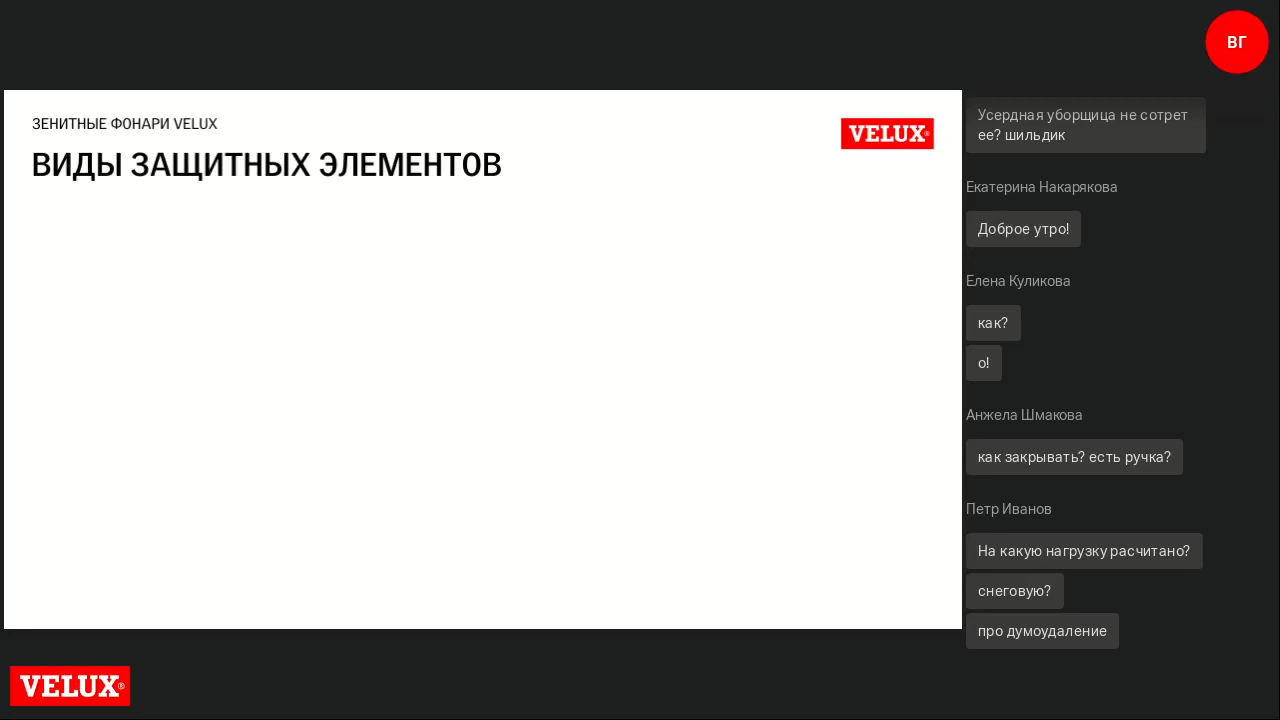 ВГ
ЗЕНИТНЫЕ ФОНАРИ VELUX
VELUX®
ВИДЫ ЗАЩИТНЫХ ЭЛЕМЕНТОВ
Усердная уборщица не сотрет
ее? шильдик
Екатерина Накарякова
Доброе утро!
Елена Куликова
как?
о!
Анжела Шмакова
как закрывать? есть ручка?
Петр Иванов
На какую нагрузку расчитано?
снеговую?
про думоудаление
VELUX®